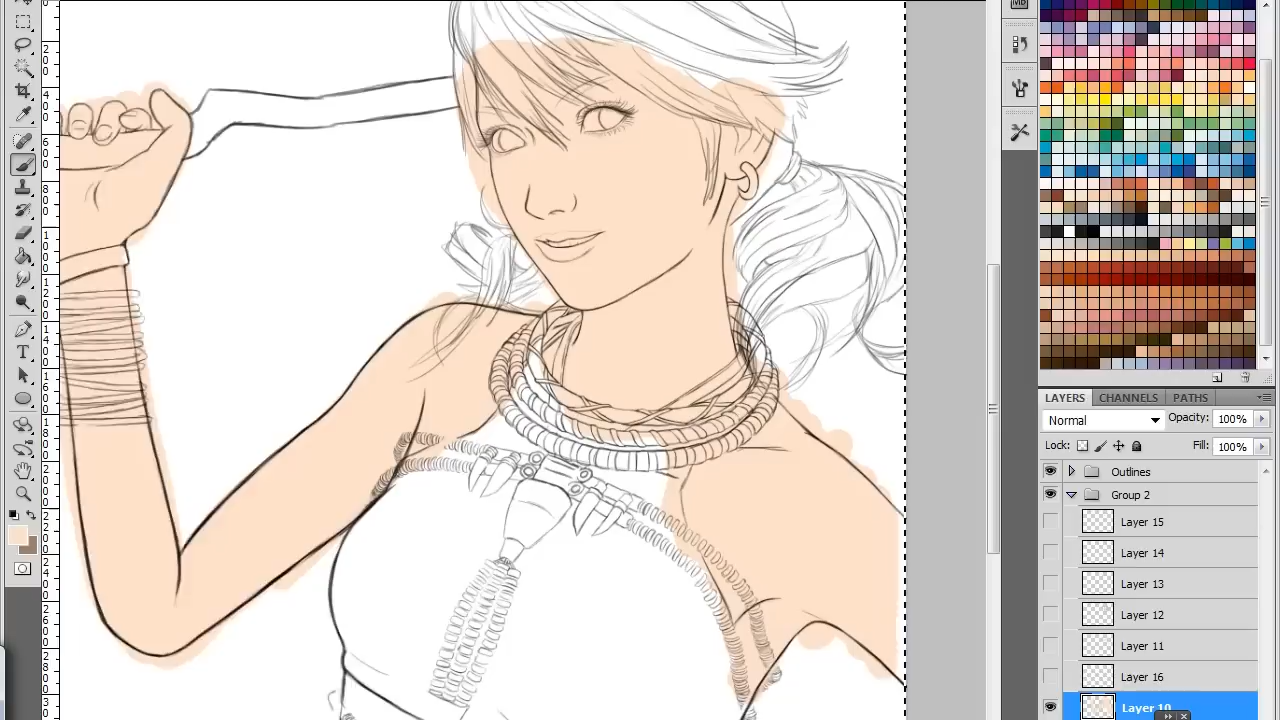 LAYERS CHANNELS PATHS
Normal Opacity: 100%
Lock: Fill: 100%
Outlines
Group 2
Layer 15
Layer 14
Layer 13
Layer 12
Layer 11
Layer 16
Layer 10